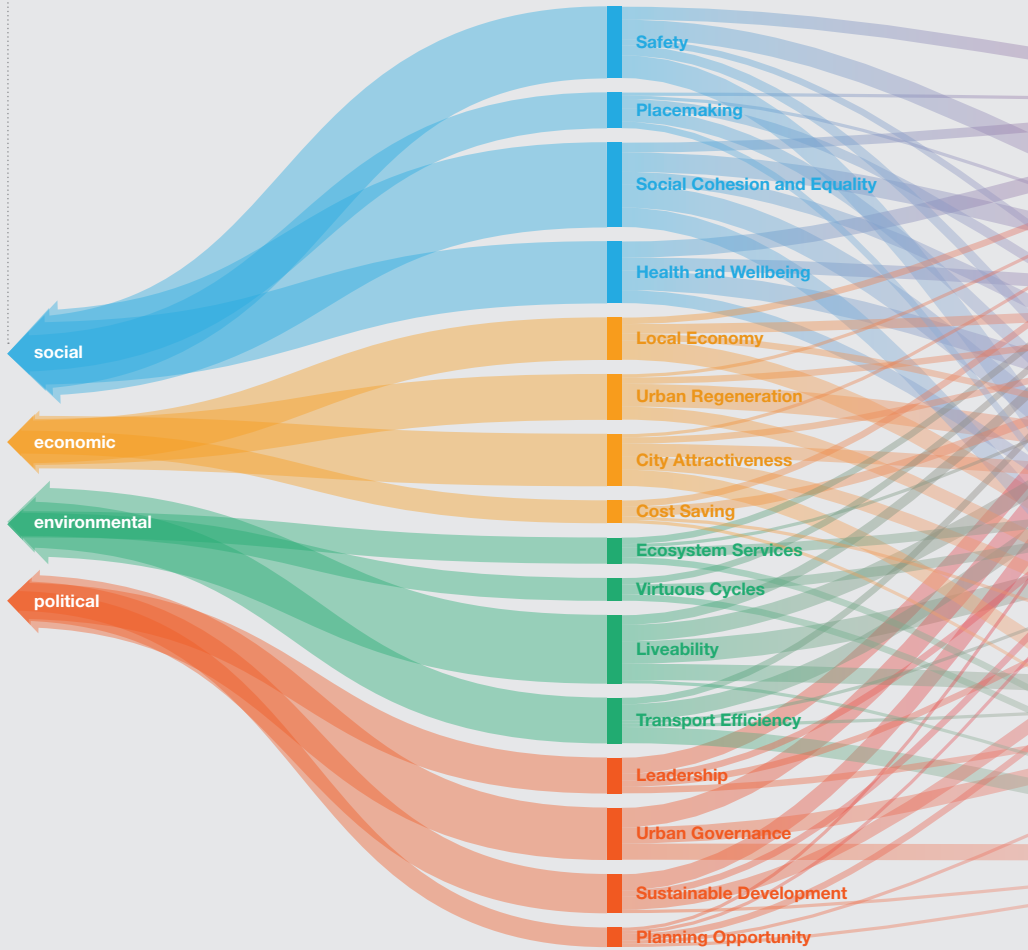 Safety
Placemaking
Social Cohesion and Equality
Health and Wellbeing
Local Economy
social
Urban Regeneration
economic
City Attractiveness
Cost Saving
environmental
Ecosystem Services
Virtuous Cycles
political
Liveability
Transport Efficiency
Leadership
Urban Governance
Sustainable Development
Planning Opportunity